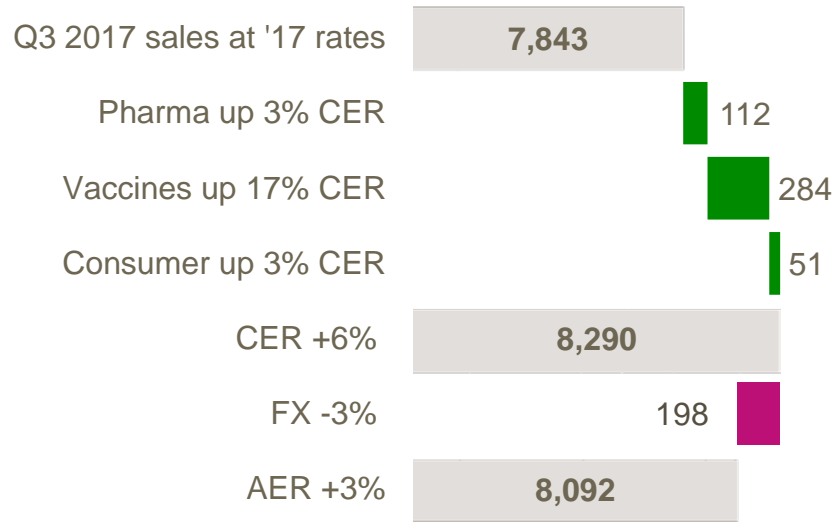 Q3 2017 sales at '17 rates 7,843
Pharma up 3% CER 112
Vaccines up 17% CER 284
Consumer up 3% CER 51
CER +6% 8,290
FX -3% 198
AER +3% 8,092